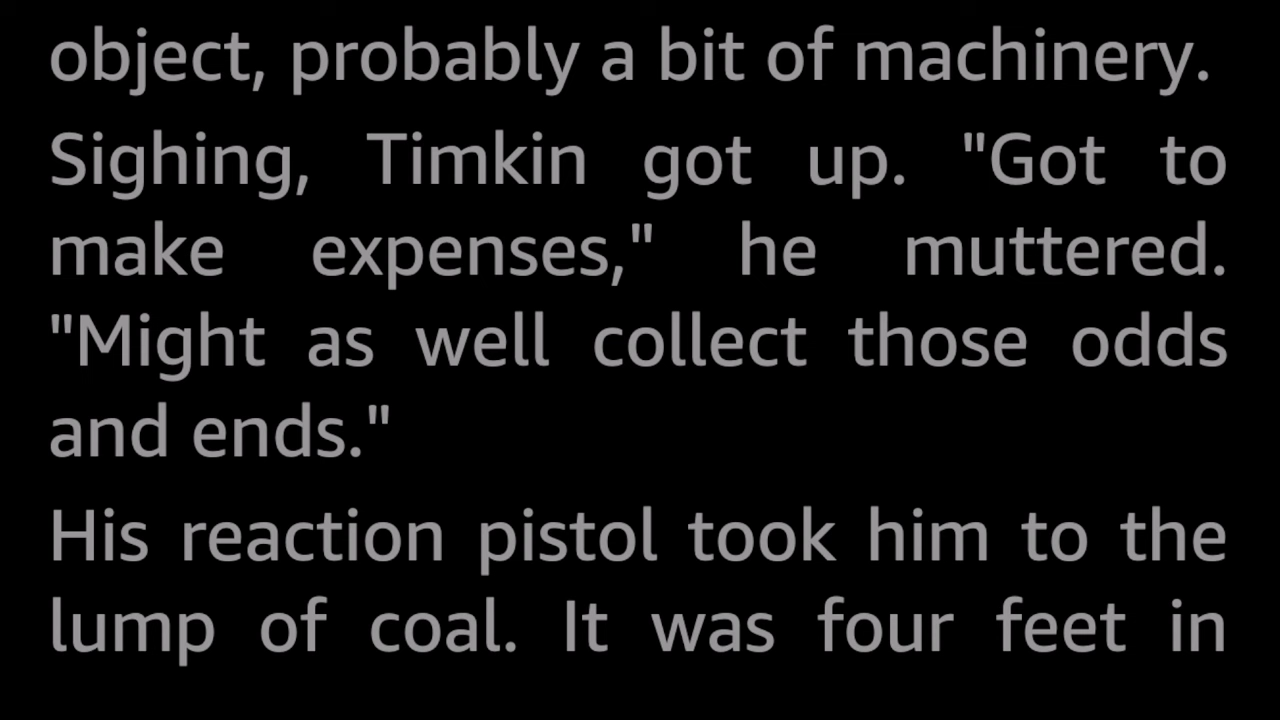 object, probably a bit of machinery.
Sighing, Timkin got up. "Got to
make expenses," he muttered.
"Might as well collect those odds
and ends."
His reaction pistol took him to the
lump of coal. It was four feet in